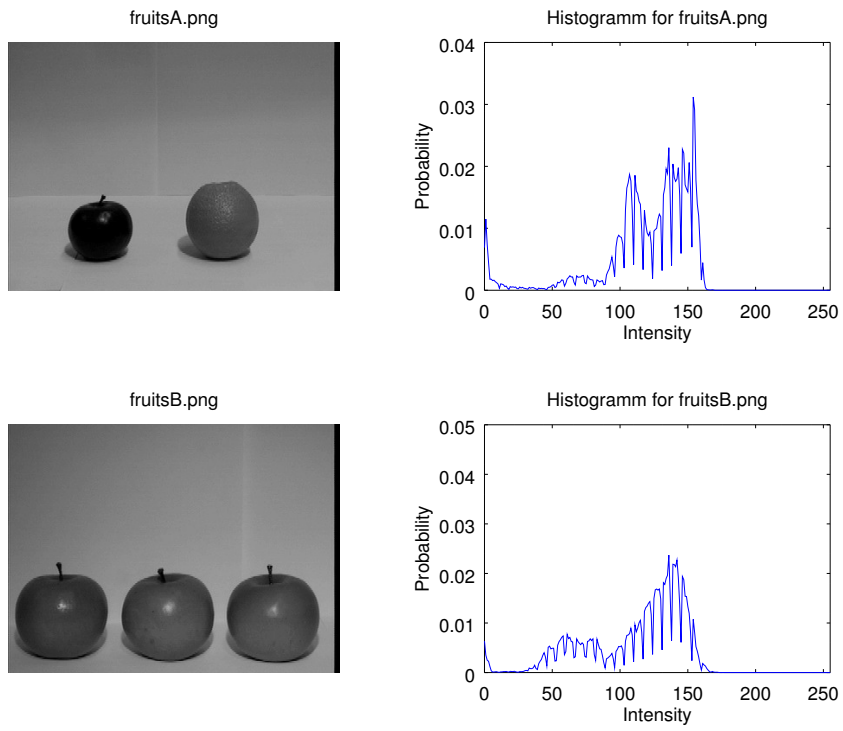 fruitsA.png
Histogramm for fruitsA.png
0.04
0.03
0.02
0.01
0
Probability
0 50 100 150 200 250
Intensity
fruitsB.png
Histogramm for fruitsB.png
0.05
0.04
0.03
0.02
0.01
0
Probability
0 50 100 150 200 250
Intensity